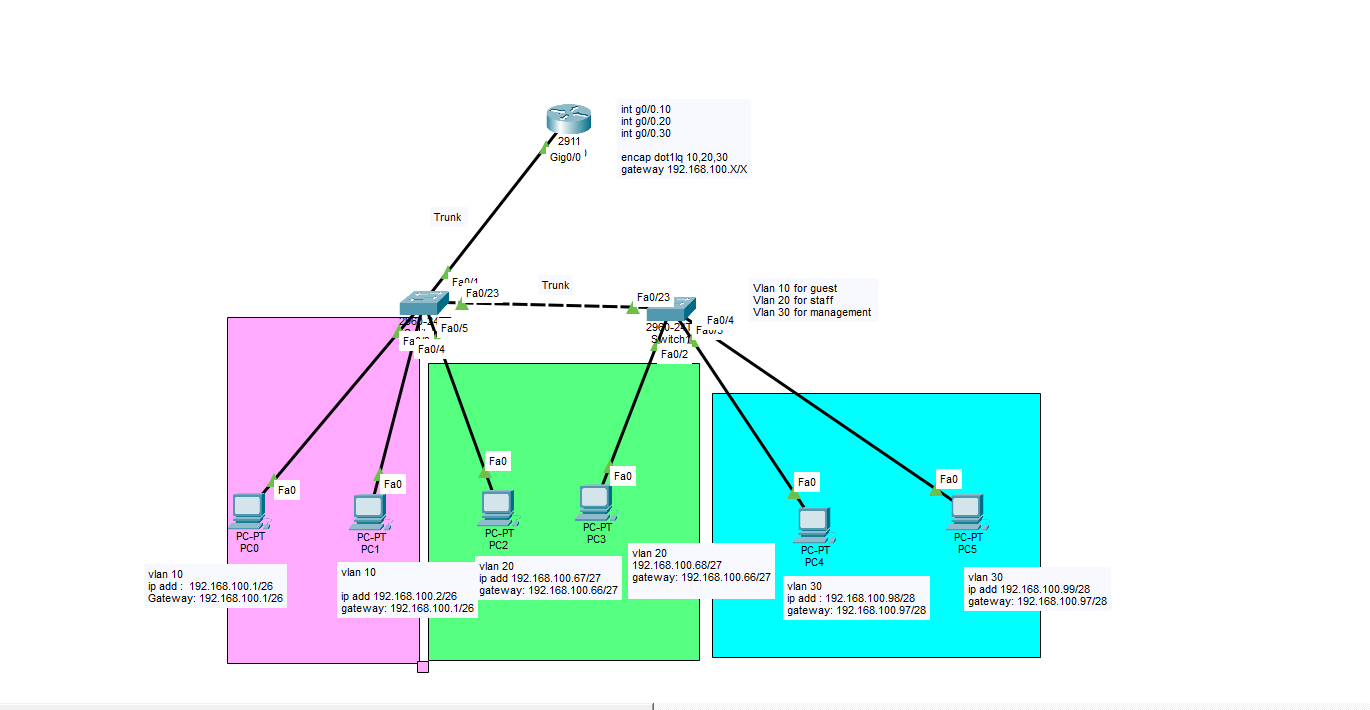 int g0/0.10
int g0/0.20
int g0/0.30
encap dot1lq 10,20,30
gateway 192.168.100.X/X
2911
Gig0/0
Trunk
Fa0/1
Fa0/23
Trunk
Fa0/23
Vlan 10 for guest
Vlan 20 for staff
Vlan 30 for management
2960-24
Fa0/5
Fa0/4
2960-24T
Switch1
Fa0/4
Fa0/2
Fa0
Fa0
Fa0
Fa0
Fa0
Fa0
PC-PT
PC0
PC-PT
PC1
PC-PT
PC2
PC-PT
PC3
PC-PT
PC4
PC-PT
PC5
vlan 10
ip add : 192.168.100.1/26
Gateway: 192.168.100.1/26
vlan 10
ip add 192.168.100.2/26
gateway: 192.168.100.1/26
vlan 20
ip add 192.168.100.67/27
gateway: 192.168.100.66/27
vlan 20
192.168.100.68/27
gateway: 192.168.100.66/27
vlan 30
ip add : 192.168.100.98/28
gateway: 192.168.100.97/28
vlan 30
ip add 192.168.100.99/28
gateway: 192.168.100.97/28